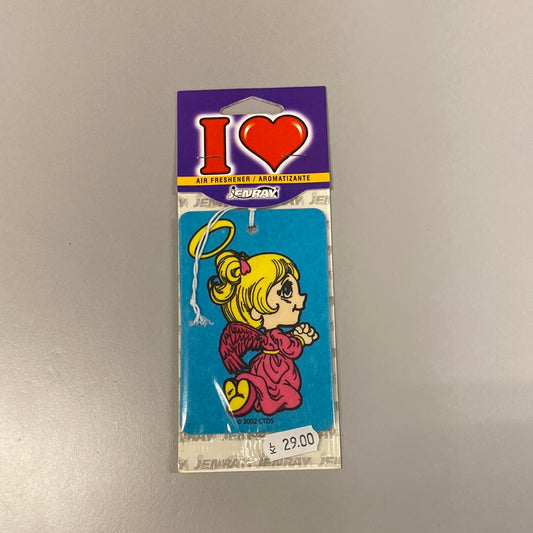 I
AIR FRESHENER / AROMATIZANTE
JENRAY
JENRAY
© 2002 CTDS
kr 29.00
JENRAY